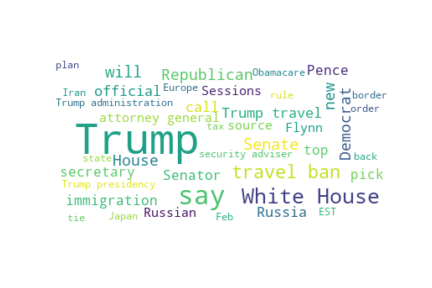 plan
will
Republican
Obamacare
Pence
Iran
official
Europe
Sessions
rule
new
border
Trump administration
call
Trump travel
Democrat
order
attorney general
tax
source
Flynn
Trump
Senate
top
state
House
security adviser
back
secretary
Senator
travel ban
pick
Trump presidency
say
White House
immigration
tie
Japan
Russian
Feb
Russia
EST